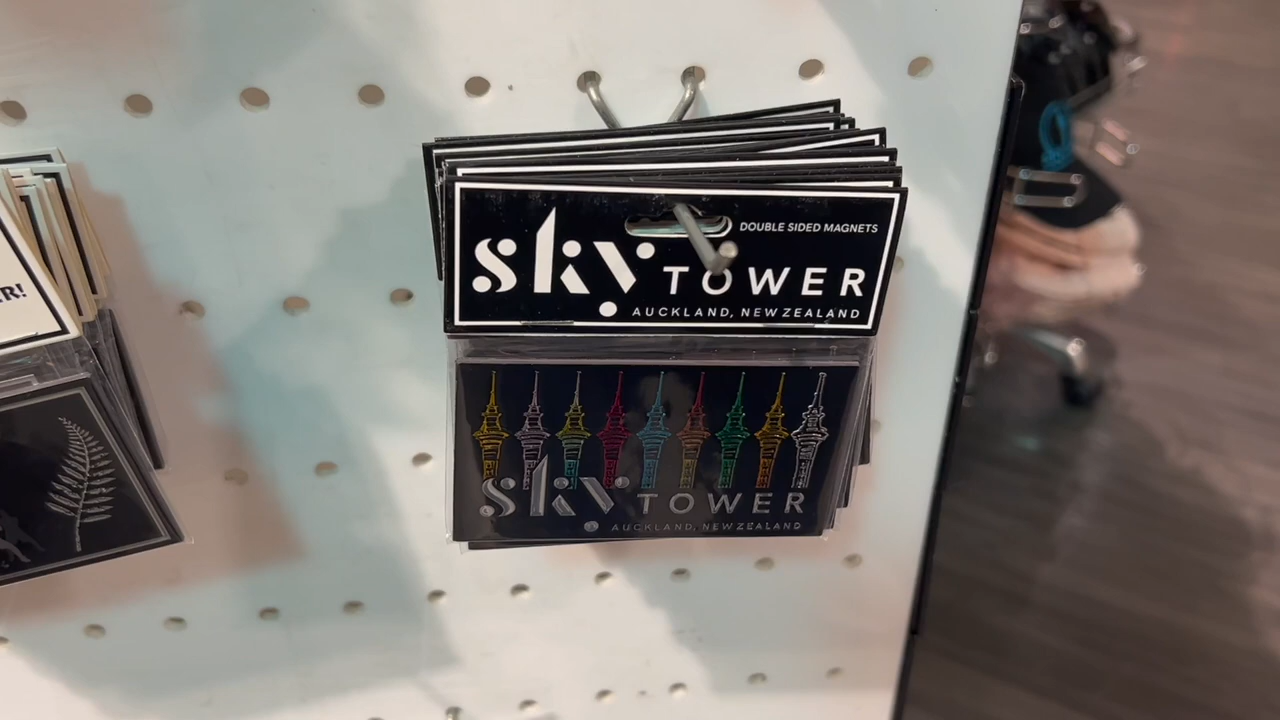 DOUBLE SIDED MAGNETS
sky TOWER
AUCKLAND, NEW ZEALAND
sky TOWER
AUCKLAND, NEW ZEALAND